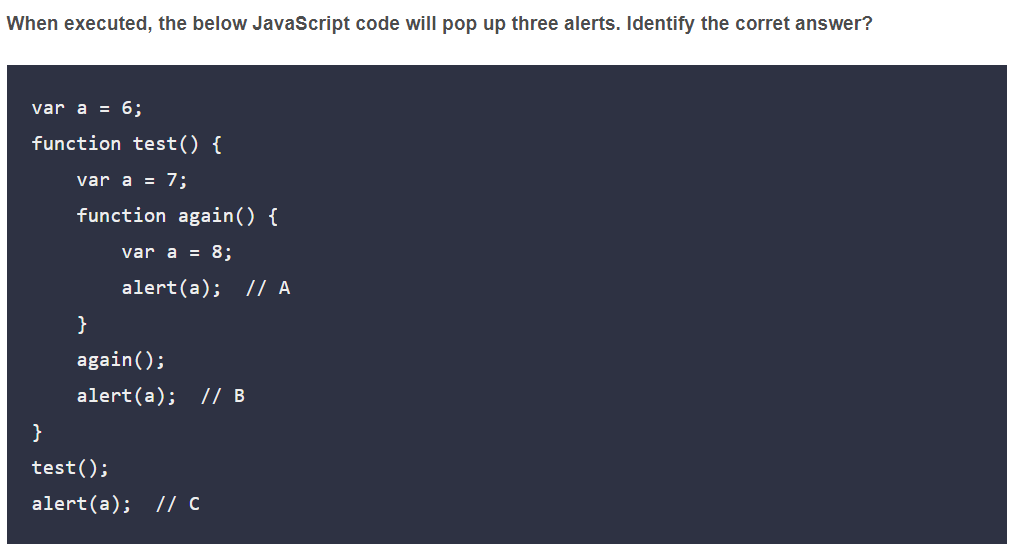 When executed, the below JavaScript code will pop up three alerts. Identify the corret answer?
var a = 6;
function test() {
    var a = 7;
    function again() {
        var a = 8;
        alert(a);  // A
    }
    again();
    alert(a);  // B
}
test();
alert(a);  // C